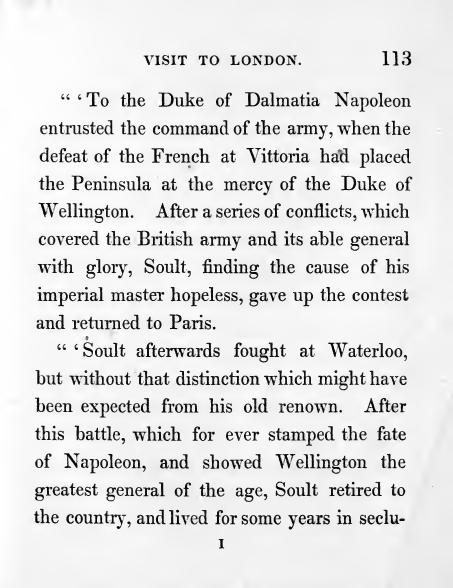 VISIT TO LONDON. 113
“ ‘ To the Duke of Dalmatia Napoleon
entrusted the command of the army, when the
defeat of the French at Vittoria had placed
the Peninsula at the mercy of the Duke of
Wellington. After a series of conflicts, which
covered the British army and its able general
with glory, Soult, finding the cause of his
imperial master hopeless, gave up the contest
and returned to Paris.
“ ‘ Soult afterwards fought at Waterloo,
but without that distinction which might have
been expected from his old renown. After
this battle, which for ever stamped the fate
of Napoleon, and showed Wellington the
greatest general of the age, Soult retired to
the country, and lived for some years in seclu-
I